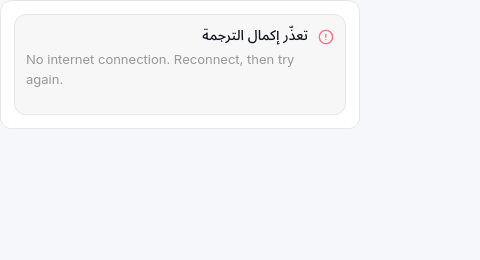 تعذّر إكمال الترجمة
No internet connection. Reconnect, then try
again.